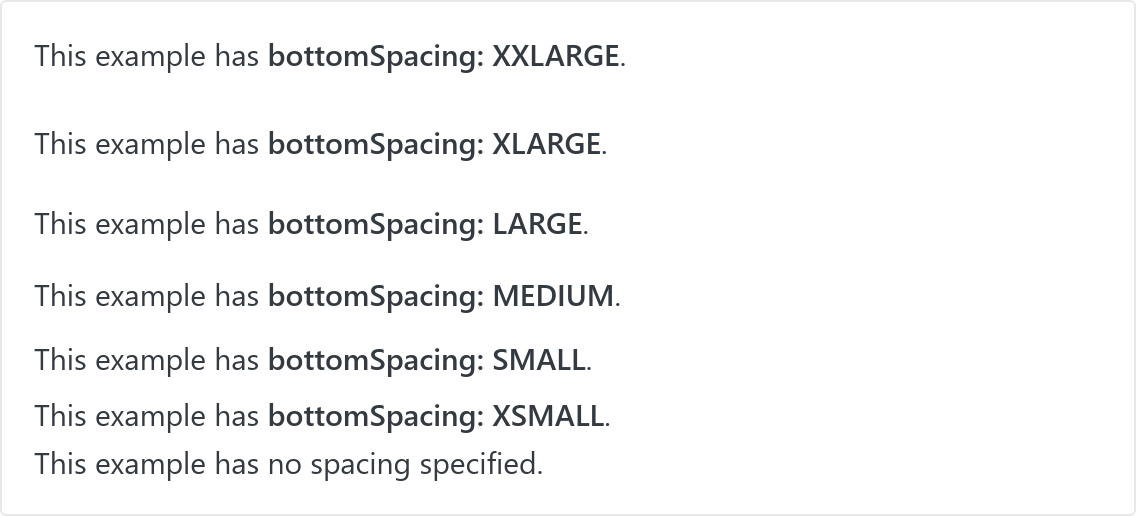 This example has bottomSpacing: XXLARGE.
This example has bottomSpacing: XLARGE.
This example has bottomSpacing: LARGE.
This example has bottomSpacing: MEDIUM.
This example has bottomSpacing: SMALL.
This example has bottomSpacing: XSMALL.
This example has no spacing specified.